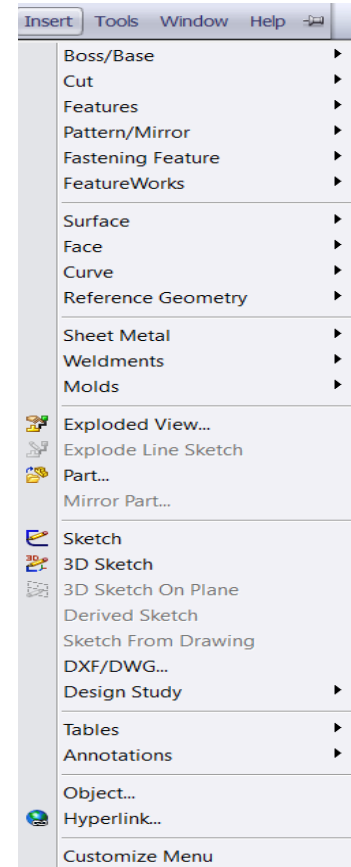 Insert Tools Window Help
Boss/Base
Cut
Features
Pattern/Mirror
Fastening Feature
FeatureWorks
Surface
Face
Curve
Reference Geometry
Sheet Metal
Weldments
Molds
Exploded View...
Explode Line Sketch
Part...
Mirror Part...
Sketch
3D Sketch
3D Sketch On Plane
Derived Sketch
Sketch From Drawing
DXF/DWG...
Design Study
Tables
Annotations
Object...
Hyperlink...
Customize Menu